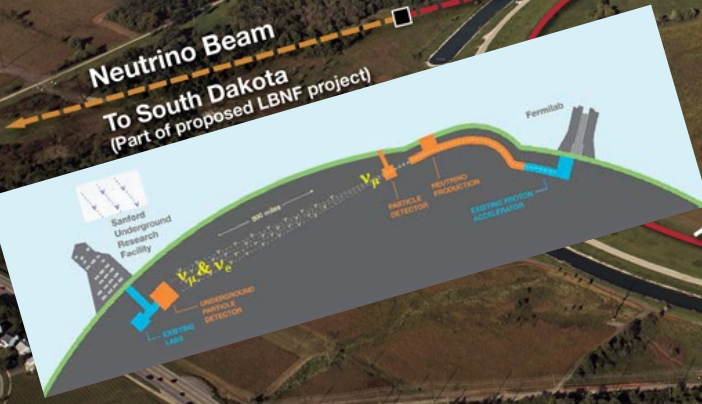 Neutrino Beam
To South Dakota
(Part of proposed LBNF project)
Fermilab
Sanford
Underground
Research
Facility
800 miles
νμ
PARTICLE
DETECTOR
NEUTRINO
PRODUCTION
EXISTING PROTON
ACCELERATOR
νμ & νe
UNDERGROUND
PARTICLE
DETECTOR
EXISTING
LABS